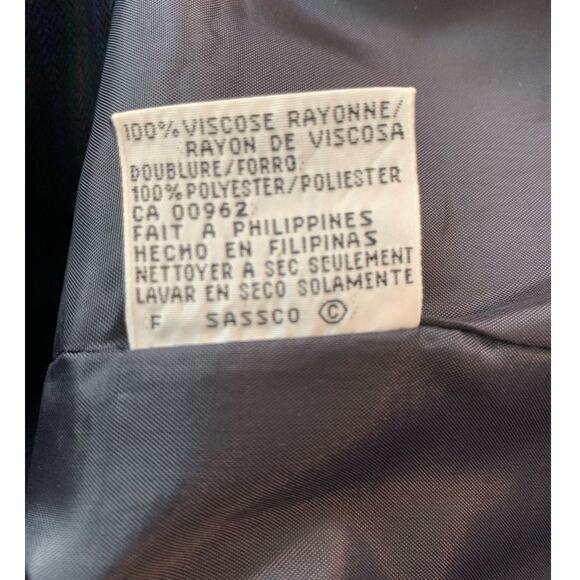 100% VISCOSE RAYONNE/
RAYON DE VISCOSA
DOUBLURE/FORRO:
100% POLYESTER/POLIESTER
CA 00962
FAIT A PHILIPPINES
HECHO EN FILIPINAS
NETTOYER A SEC SEULEMENT
LAVAR EN SECO SOLAMENTE
F SASSCO ©